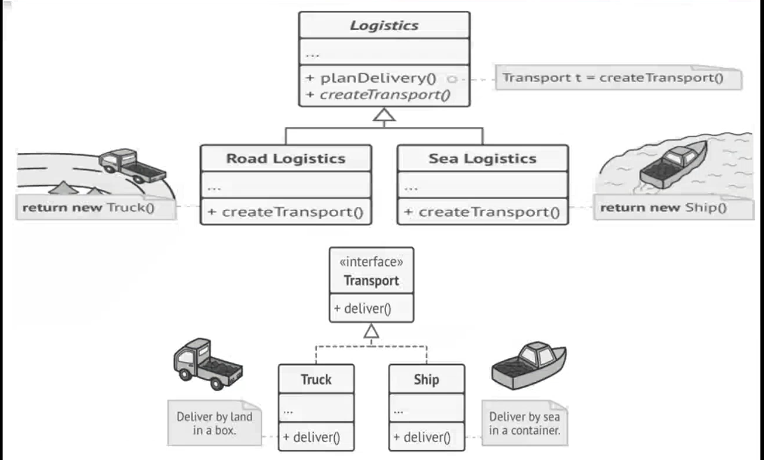 Logistics
...
+ planDelivery()
+ createTransport()
Transport t = createTransport()
Road Logistics
...
+ createTransport()
return new Truck()
Sea Logistics
...
+ createTransport()
return new Ship()
«interface»
Transport
+ deliver()
Truck
...
+ deliver()
Deliver by land
in a box.
Ship
...
+ deliver()
Deliver by sea
in a container.